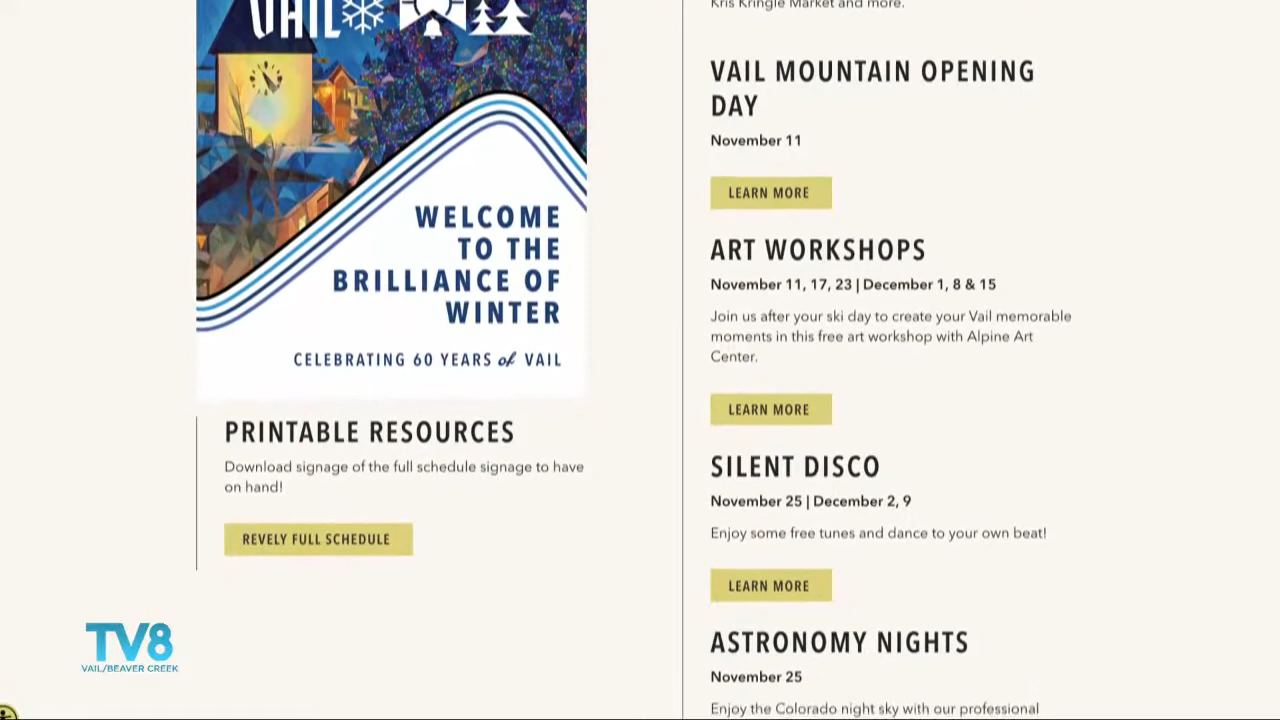 VAIL
WELCOME
TO THE
BRILLIANCE OF
WINTER
CELEBRATING 60 YEARS of VAIL
PRINTABLE RESOURCES
Download signage of the full schedule signage to have
on hand!
REVELY FULL SCHEDULE
TV8
VAIL/BEAVER CREEK
Kris Kringle Market and more.
VAIL MOUNTAIN OPENING
DAY
November 11
LEARN MORE
ART WORKSHOPS
November 11, 17, 23 | December 1, 8 & 15
Join us after your ski day to create your Vail memorable
moments in this free art workshop with Alpine Art
Center.
LEARN MORE
SILENT DISCO
November 25 | December 2, 9
Enjoy some free tunes and dance to your own beat!
LEARN MORE
ASTRONOMY NIGHTS
November 25
Enjoy the Colorado night sky with our professional